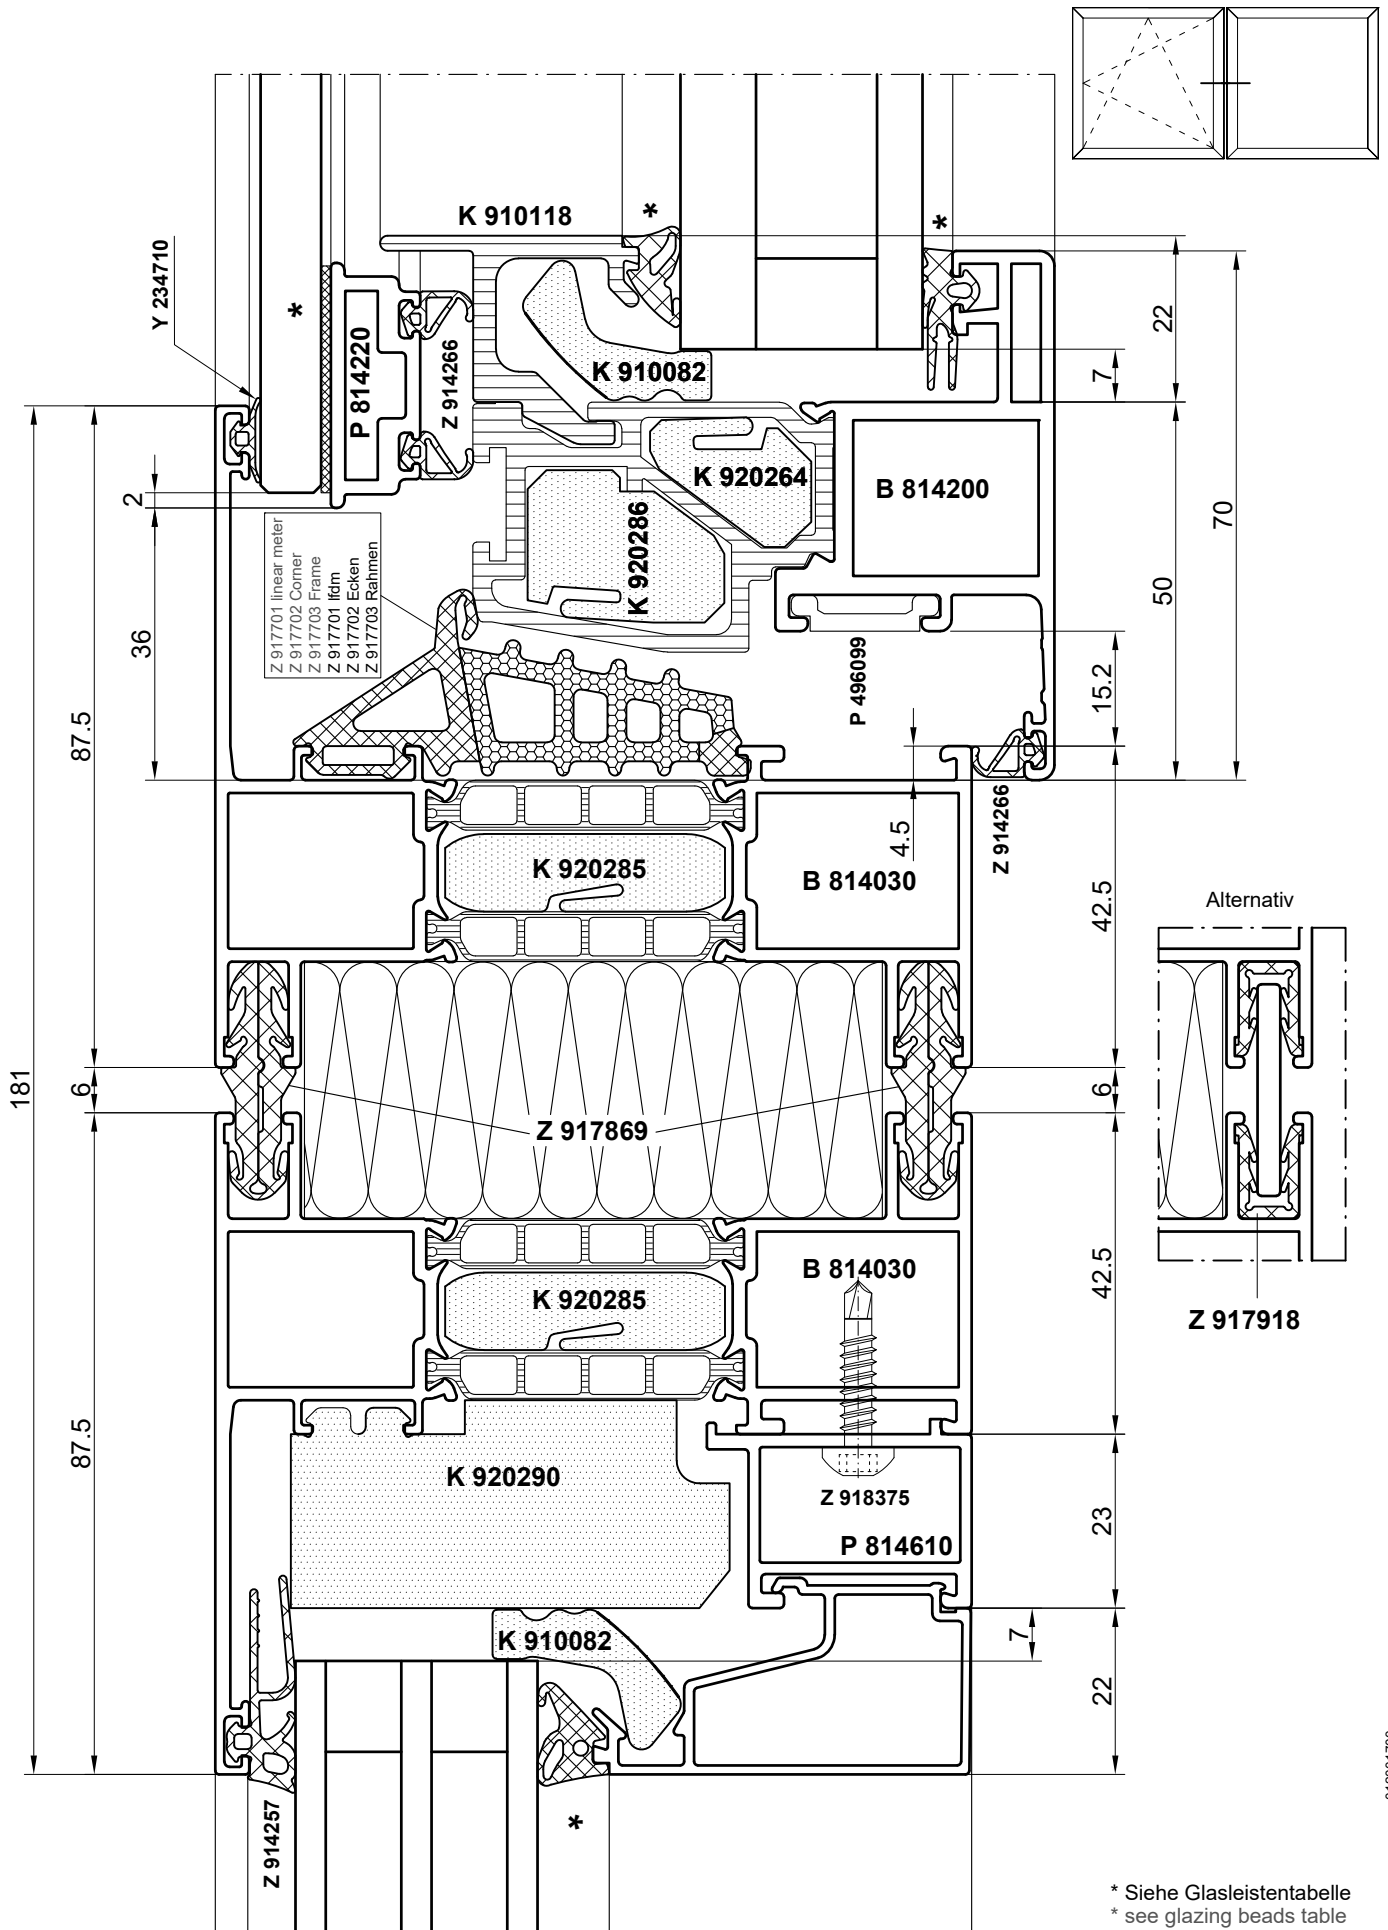 K 910118
*
*
Y 234710
*
P 814220
Z 914266
K 910082
22
7
K 920264
B 814200
K 920286
70
50
2
36
Z 917701 linear meter
Z 917702 Corner
Z 917703 Frame
Z 917701 lfdm
Z 917702 Ecken
Z 917703 Rahmen
P 496099
15.2
87.5
4.5
Z 914266
K 920285
B 814030
42.5
Alternativ
181
6
Z 917869
6
B 814030
K 920285
42.5
Z 917918
87.5
K 920290
Z 918375
P 814610
23
K 910082
7
22
Z 914257
*
* Siehe Glasleistentabelle
* see glazing beads table